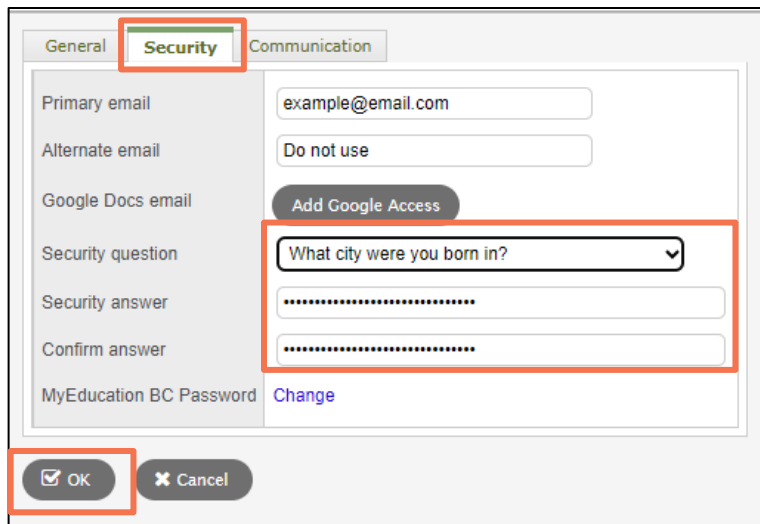 General Security Communication
Primary email example@email.com
Alternate email Do not use
Google Docs email Add Google Access
Security question What city were you born in?
Security answer •••••••••••••••••••••••••••••••
Confirm answer •••••••••••••••••••••••••••••••
MyEducation BC Password Change
OK Cancel